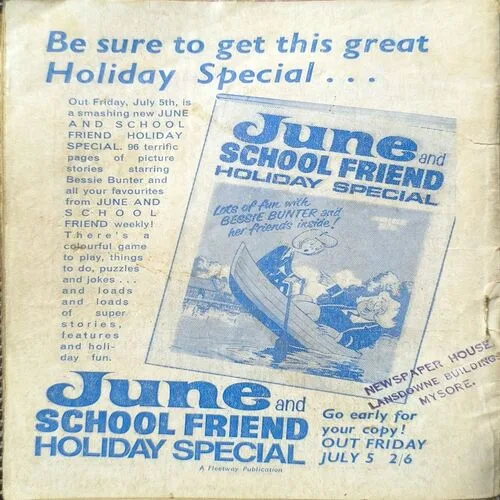 Be sure to get this great
Holiday Special...
Out Friday, July 5th, is
a smashing new JUNE
AND SCHOOL
FRIEND HOLIDAY
SPECIAL. 96 terrific
pages of picture
stories starring
Bessie Bunter and
all your favourites
from JUNE AND
SCHOOL
FRIEND weekly!
There's a
colourful game
to play, things
to do, puzzles
and jokes...
and loads
and loads
of super
stories,
features
and holi-
day fun.
June and
SCHOOL FRIEND
HOLIDAY SPECIAL
Lots of fun with
BESSIE BUNTER and
her friends inside!
NEWSPAPER HOUSE
LANSDOWNE BUILDING
MYSORE.
June and
SCHOOL FRIEND
HOLIDAY SPECIAL
A Fleetway Publication
Go early for
your copy!
OUT FRIDAY
JULY 5 2/6